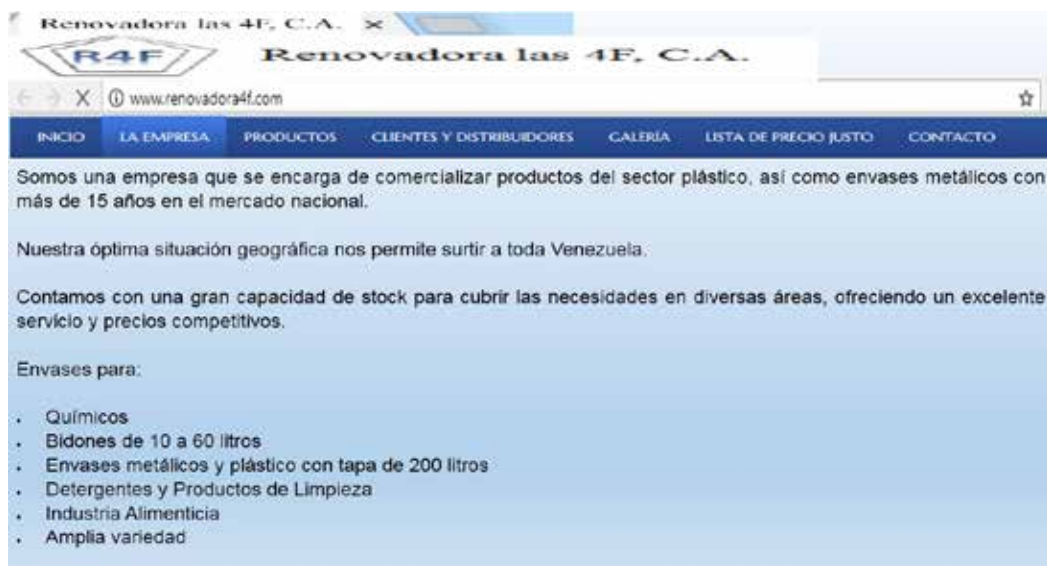 Renovadora las 4F, C.A.
R4F Renovadora las 4F, C.A.
www.renovadora4f.com
INICIO LA EMPRESA PRODUCTOS CLIENTES Y DISTRIBUIDORES GALERÍA LISTA DE PRECIO JUSTO CONTACTO
Somos una empresa que se encarga de comercializar productos del sector plástico, así como envases metálicos con
más de 15 años en el mercado nacional.
Nuestra óptima situación geográfica nos permite surtir a toda Venezuela.
Contamos con una gran capacidad de stock para cubrir las necesidades en diversas áreas, ofreciendo un excelente
servicio y precios competitivos.
Envases para:
• Químicos
• Bidones de 10 a 60 litros
• Envases metálicos y plástico con tapa de 200 litros
• Detergentes y Productos de Limpieza
• Industria Alimenticia
• Amplia variedad